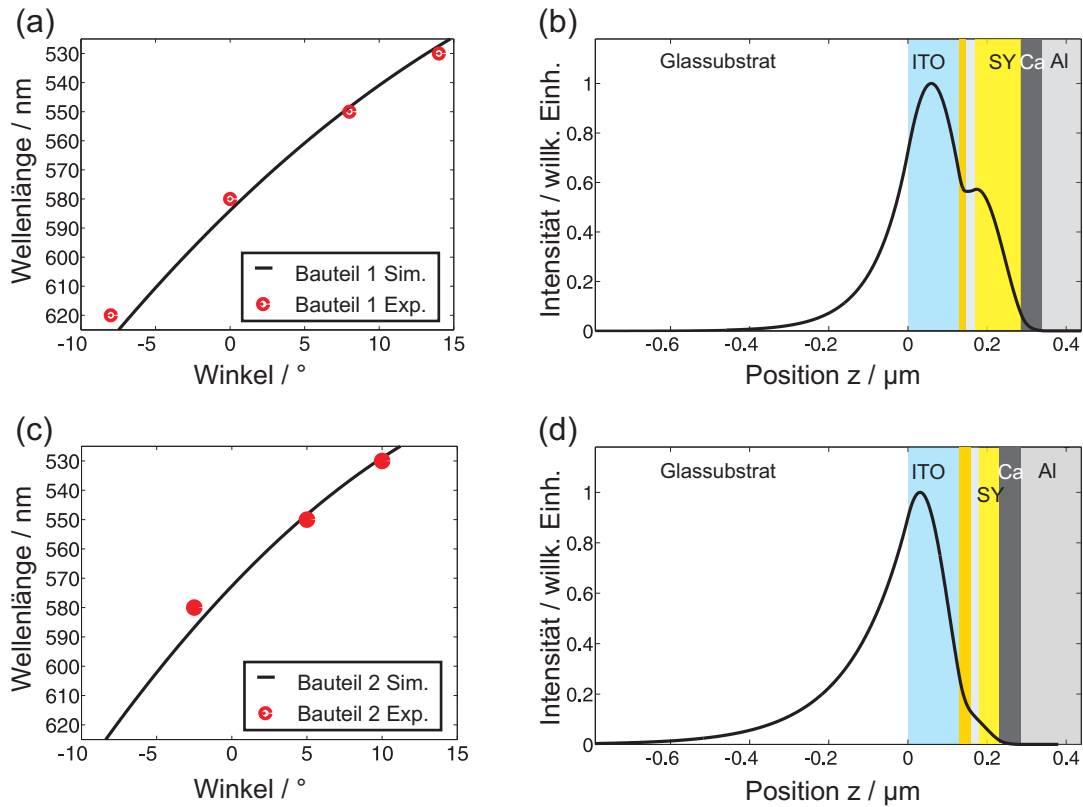 (a)
525
530
540
550
560
570
580
590
600
610
620
-10
-5
0
5
10
15
Wellenlänge / nm
Winkel / °
Bauteil 1 Sim.
Bauteil 1 Exp.
(b)
Glassubstrat
ITO
SY
Ca
Al
1
0.8
0.6
0.4
0.2
0
-0.6
-0.4
-0.2
0
0.2
0.4
Intensität / willk. Einh.
Position z / µm
(c)
530
540
550
560
570
580
590
600
610
620
-10
-5
0
5
10
15
Wellenlänge / nm
Winkel / °
Bauteil 2 Sim.
Bauteil 2 Exp.
(d)
Glassubstrat
ITO
SY
Ca
Al
1
0.8
0.6
0.4
0.2
0
-0.6
-0.4
-0.2
0
0.2
0.4
Intensität / willk. Einh.
Position z / µm